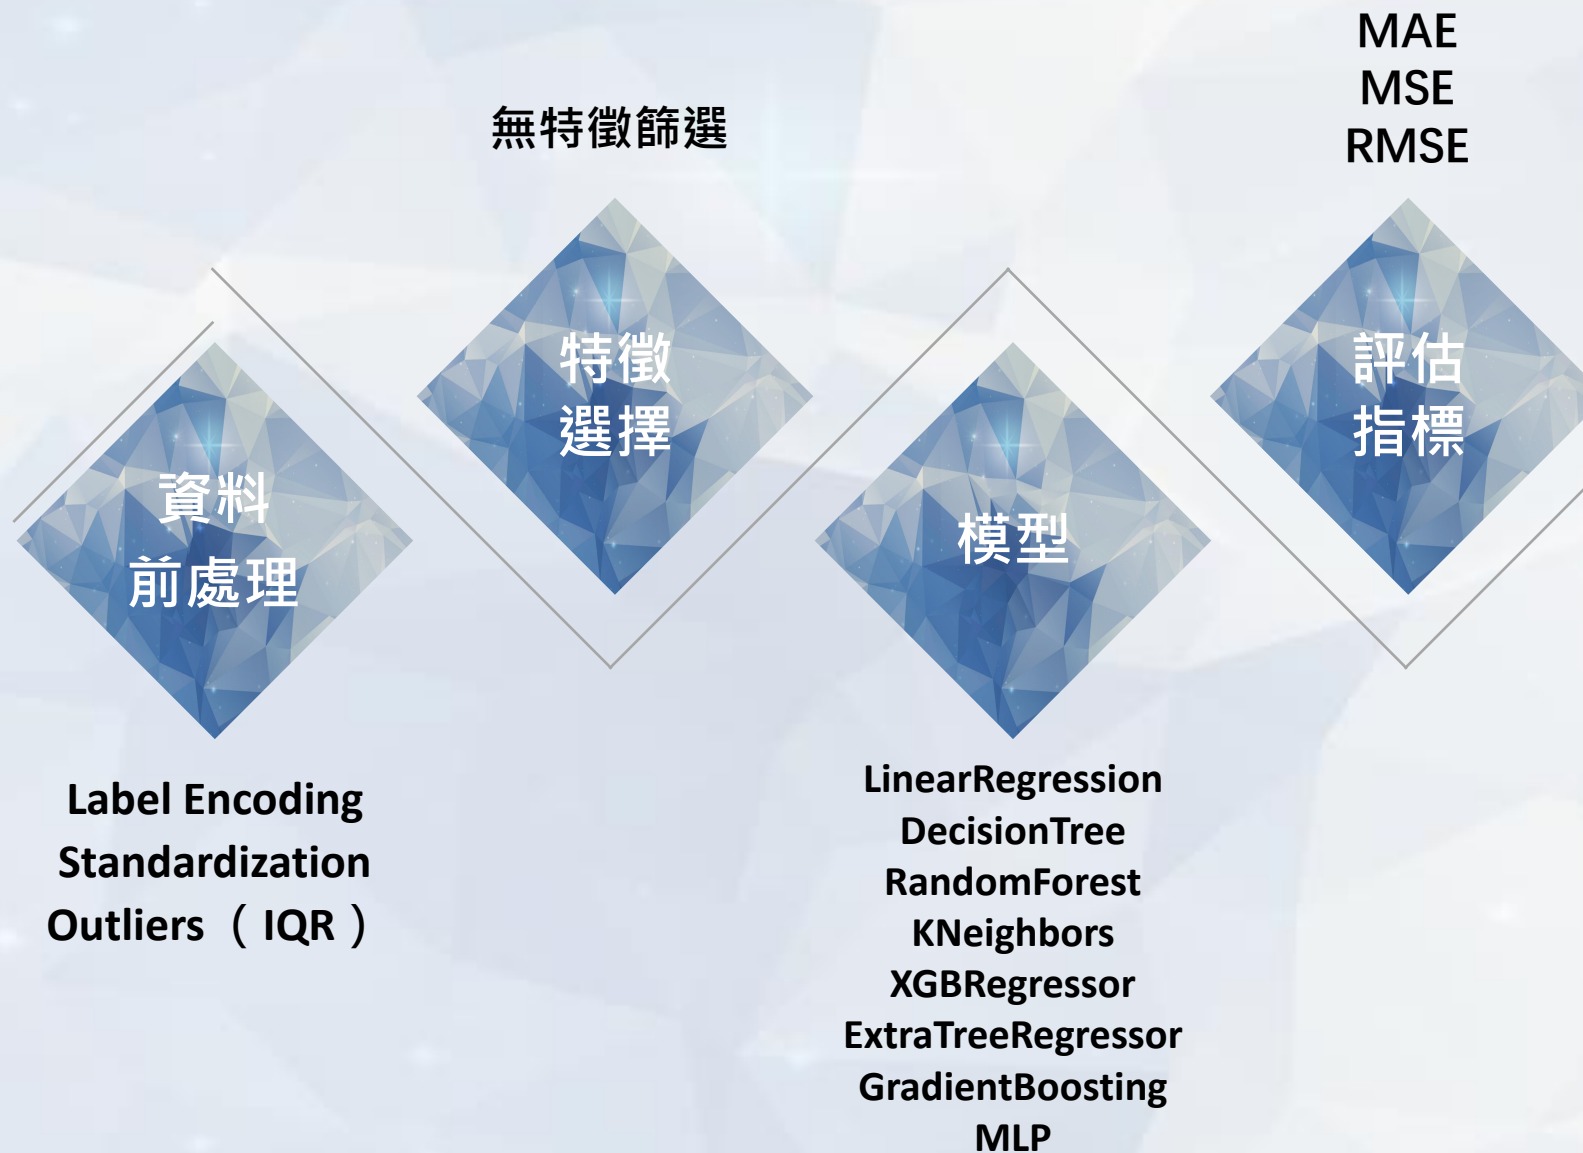 資料
前處理
Label Encoding
Standardization
Outliers （ IQR ）
無特徵篩選
特徵
選擇
模型
LinearRegression
DecisionTree
RandomForest
KNeighbors
XGBRegressor
ExtraTreeRegressor
GradientBoosting
MLP
MAE
MSE
RMSE
評估
指標